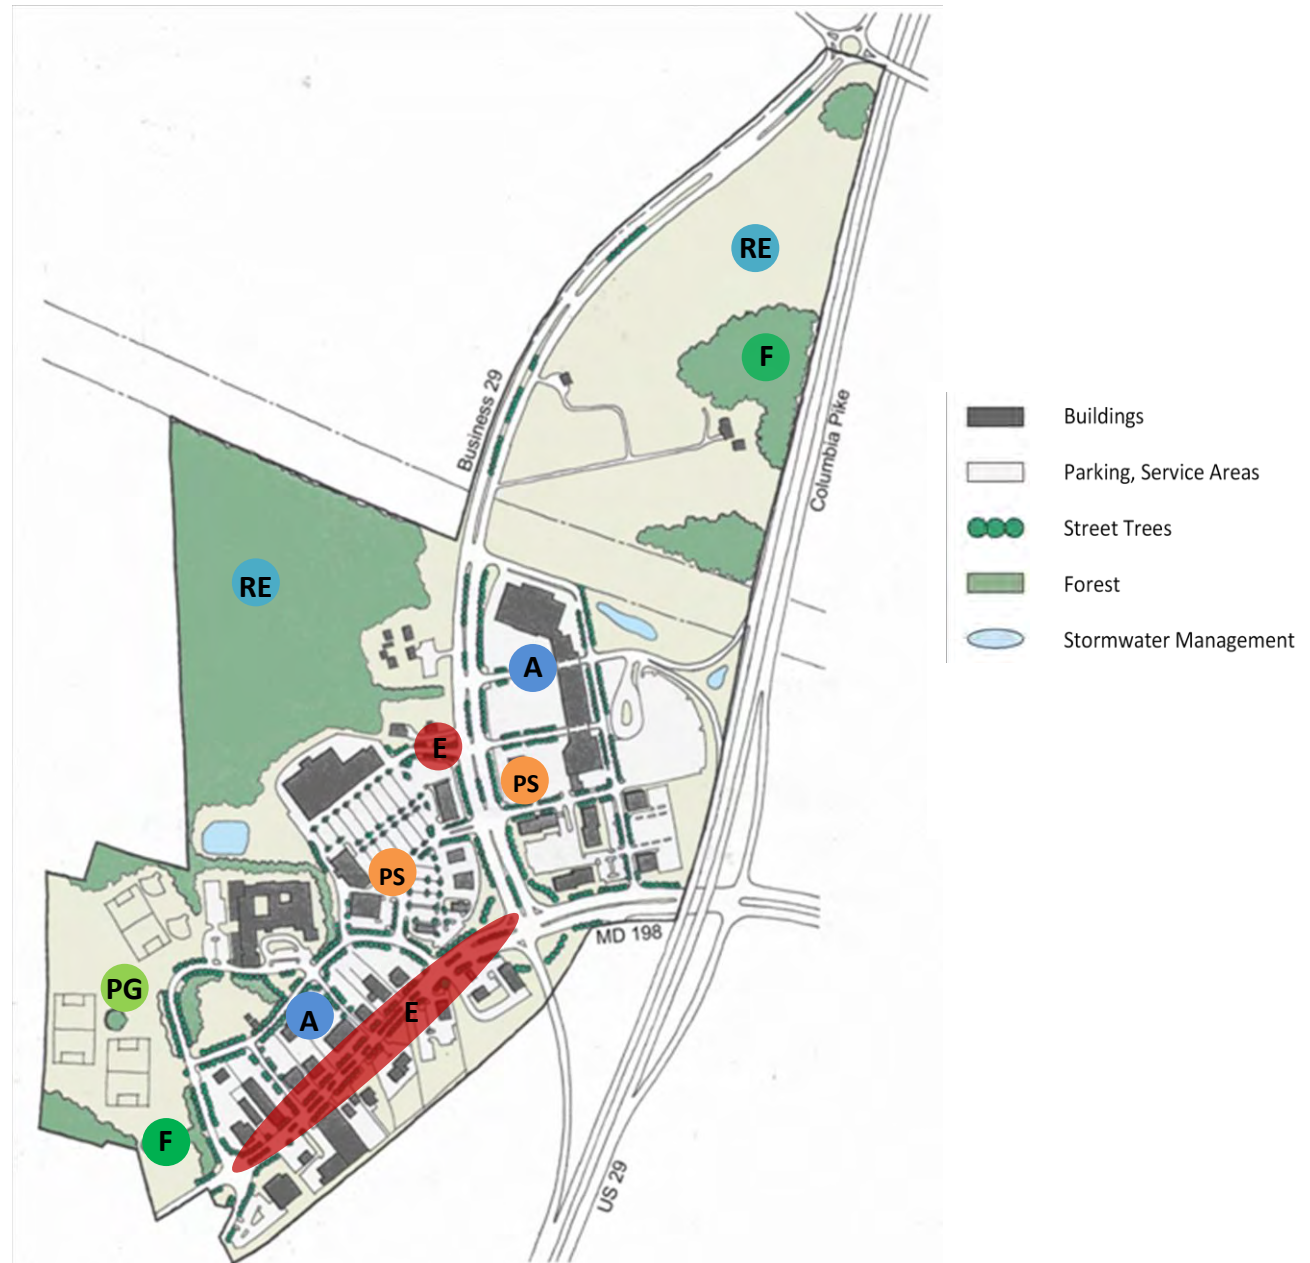 RE
F
Business 29
Columbia Pike
Buildings
Parking, Service Areas
Street Trees
Forest
Stormwater Management
RE
A
E
PS
PS
MD 198
PG
A
E
F
US 29